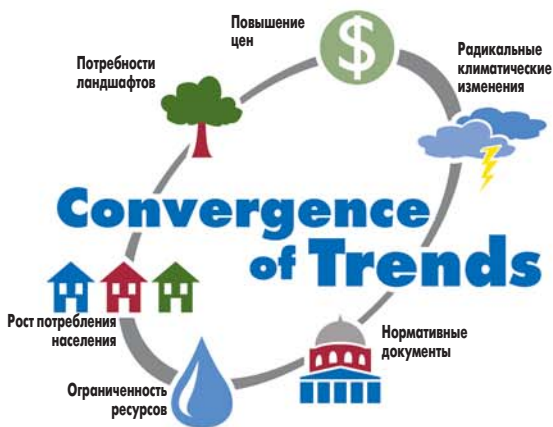 Повышение
цен
Потребности
ландшафтов
$
Радикальные
климатические
изменения
Convergence
of Trends
Рост потребления
населения
Нормативные
документы
Ограниченность
ресурсов